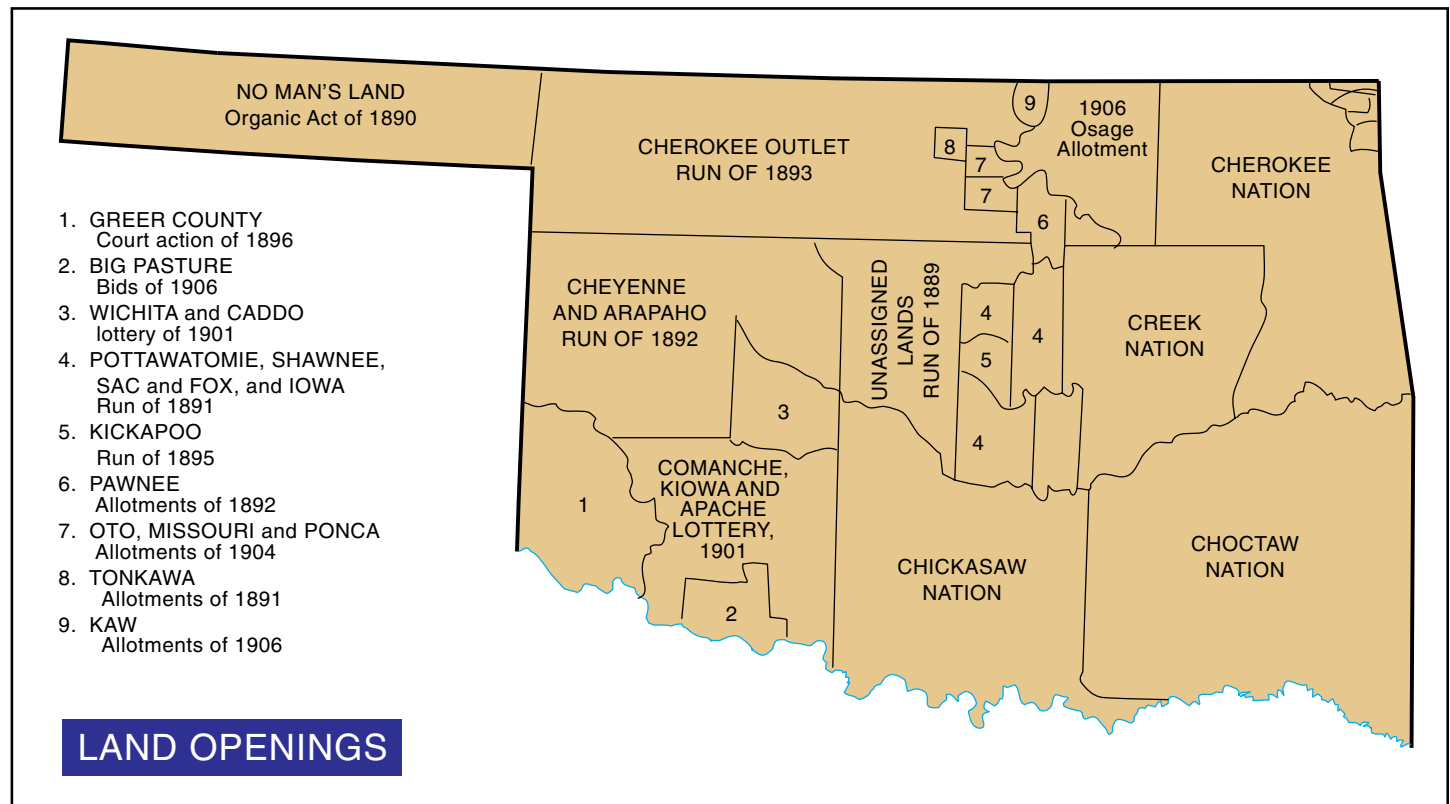 NO MAN'S LAND
Organic Act of 1890
CHEROKEE OUTLET
RUN OF 1893
9
1906
Osage
Allotment
8
7
7
6
CHEROKEE
NATION
1. GREER COUNTY
Court action of 1896
2. BIG PASTURE
Bids of 1906
3. WICHITA and CADDO
lottery of 1901
4. POTTAWATOMIE, SHAWNEE,
SAC and FOX, and IOWA
Run of 1891
5. KICKAPOO
Run of 1895
6. PAWNEE
Allotments of 1892
7. OTO, MISSOURI and PONCA
Allotments of 1904
8. TONKAWA
Allotments of 1891
9. KAW
Allotments of 1906
CHEYENNE
AND ARAPAHO
RUN OF 1892
UNASSIGNED
LANDS
RUN OF 1889
4
4
5
4
CREEK
NATION
3
1
COMANCHE,
KIOWA AND
APACHE
LOTTERY,
1901
2
CHICKASAW
NATION
CHOCTAW
NATION
LAND OPENINGS